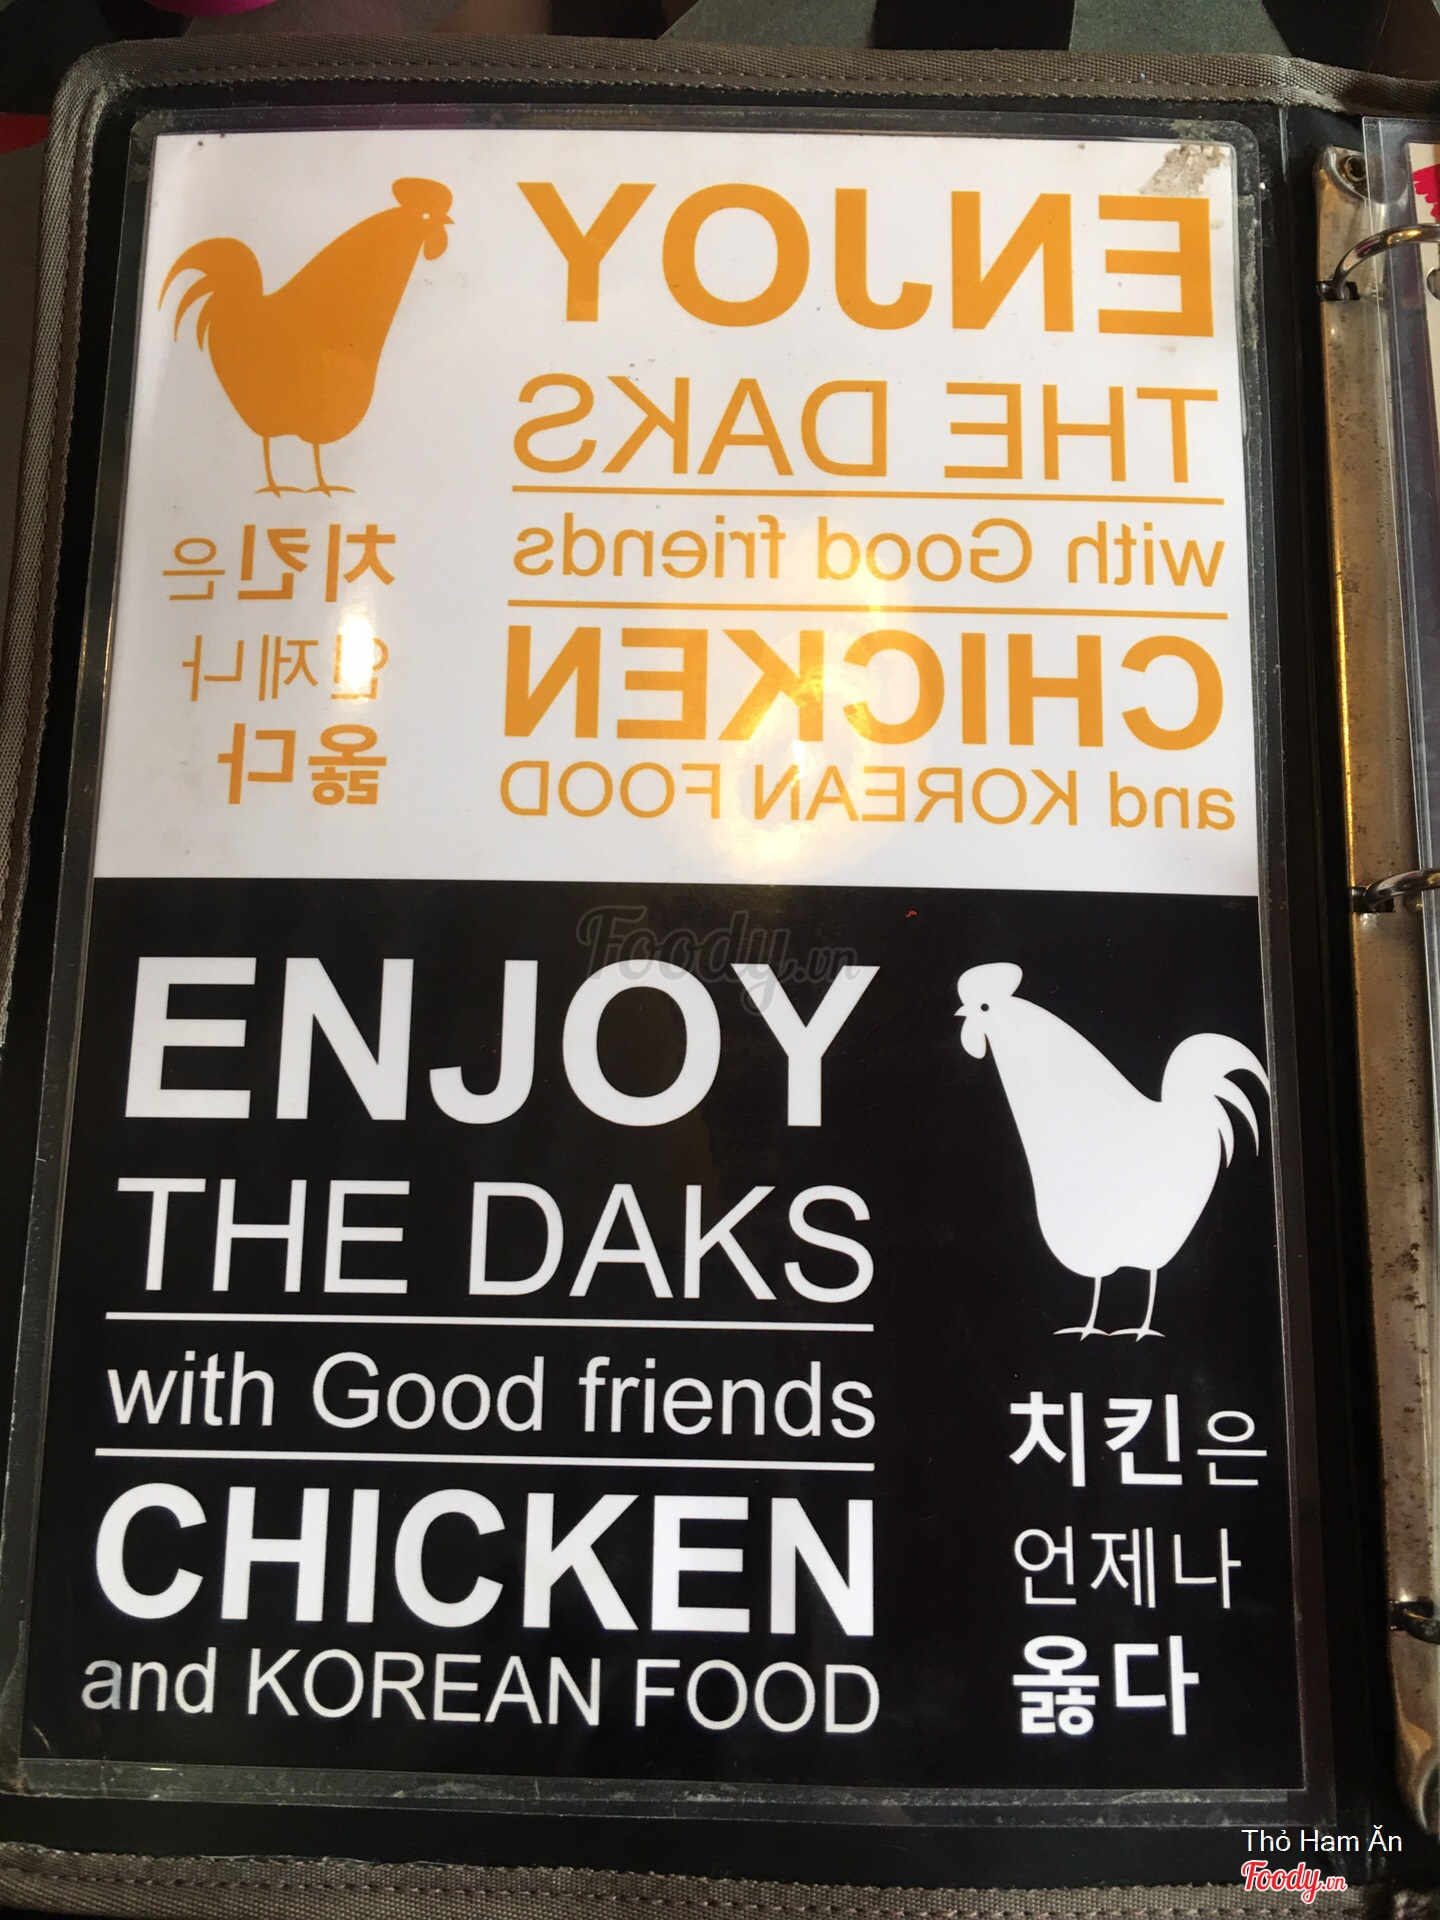 ENJOY
THE DAKS
with Good friends
CHICKEN
and KOREAN FOOD
치킨은
언제나
옳다
Foody.vn
ENJOY
THE DAKS
with Good friends
CHICKEN
and KOREAN FOOD
치킨은
언제나
옳다
Thỏ Ham Ăn
Foody.vn